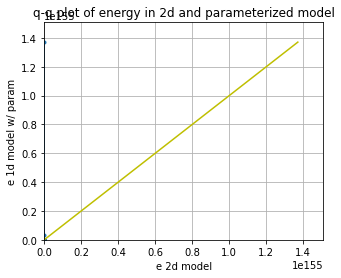 q-q plot of energy in 2d and parameterized model
1e155
1.4
1.2
1.0
0.8
0.6
0.4
0.2
0.0
e 1d model w/ param
0.0 0.2 0.4 0.6 0.8 1.0 1.2 1.4
1e155
e 2d model